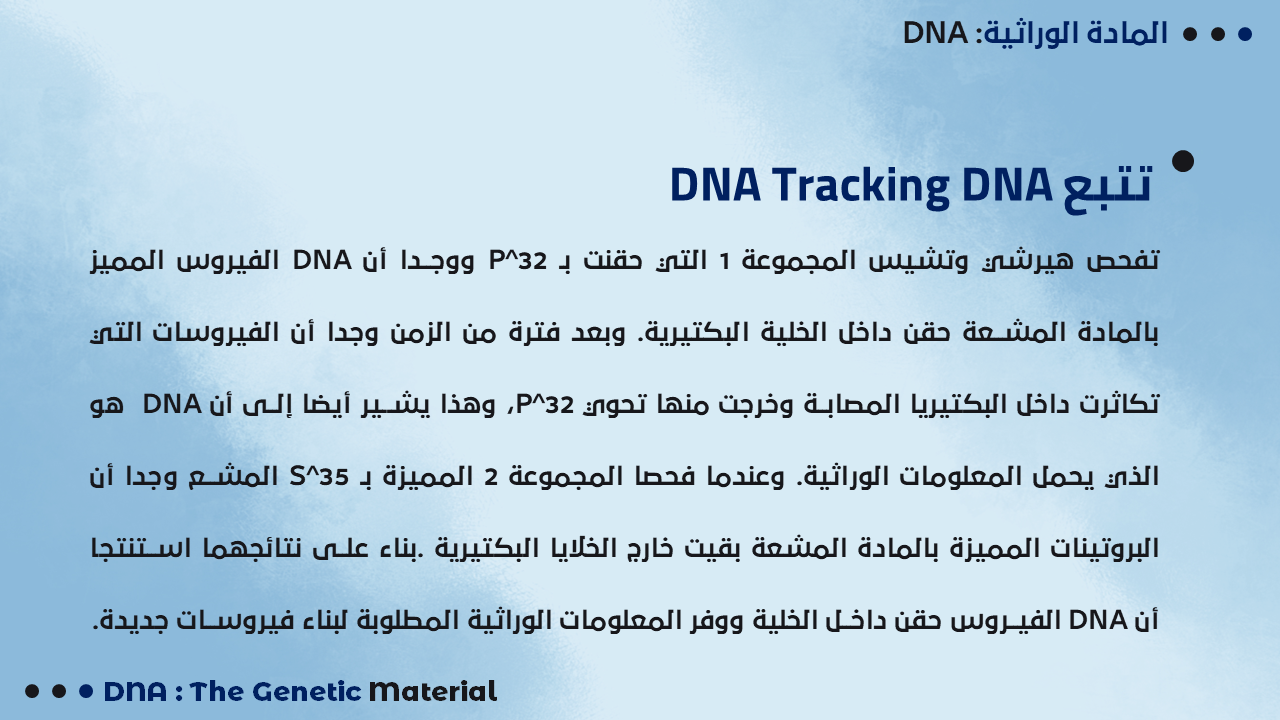 المادة الوراثية: DNA
تتبع DNA Tracking DNA
تفحص هيرشي وتشيس المجموعة 1 التي حقنت بـ P^32 ووجدا أن DNA الفيروس المميز
بالمادة المشعة حقن داخل الخلية البكتيرية. وبعد فترة من الزمن وجدا أن الفيروسات التي
تكاثرت داخل البكتيريا المصابة وخرجت منها تحوي P^32، وهذا يشير أيضا إلى أن DNA هو
الذي يحمل المعلومات الوراثية. وعندما فحصا المجموعة 2 المميزة بـ S^35 المشع وجدا أن
البروتينات المميزة بالمادة المشعة بقيت خارج الخلايا البكتيرية .بناء على نتائجهما استنتجا
أن DNA الفيروس حقن داخل الخلية ووفر المعلومات الوراثية المطلوبة لبناء فيروسات جديدة.
DNA : The Genetic Material